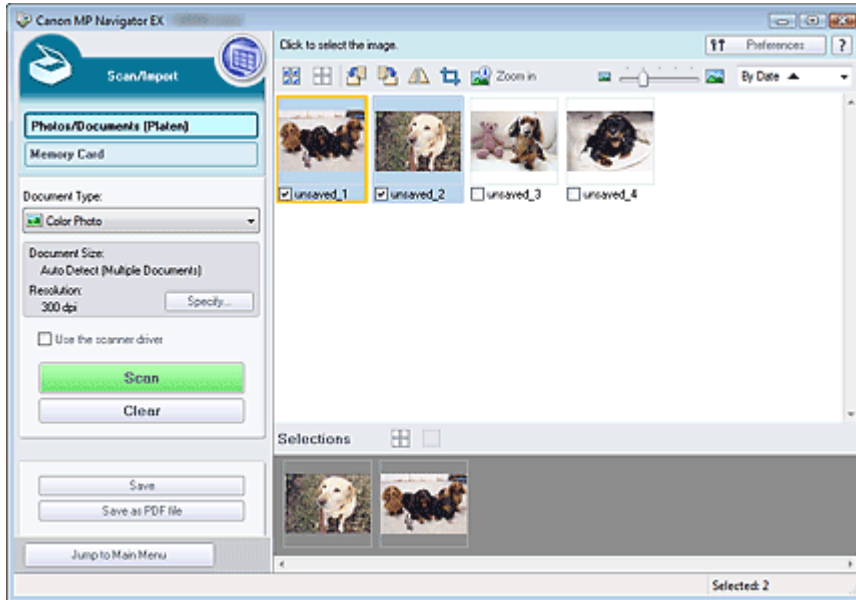 Canon MP Navigator EX
Scan/Import
Photos/Documents (Platen)
Memory Card
Document Type:
Color Photo
Document Size:
Auto Detect (Multiple Documents)
Resolution:
300 dpi
Specify...
Use the scanner driver
Scan
Clear
Save
Save as PDF file
Jump to Main Menu
Click to select the image.
Preferences
?
Zoom in
By Date
unsaved_1
unsaved_2
unsaved_3
unsaved_4
Selections
Selected: 2